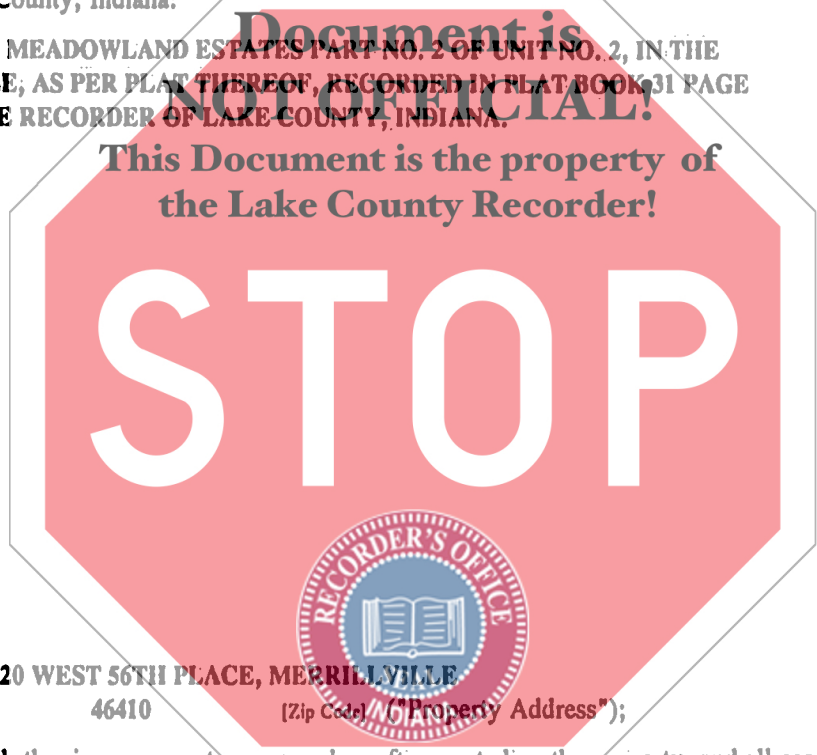 County, Indiana.
Document is
MEADOWLAND ESTATES PART NO. 2 OF UNIT NO. 2, IN THE
E; AS PER PLAT THEREOF, RECORDED IN PLAT BOOK 31 PAGE
NOT OFFICIAL!
E RECORDER OF LAKE COUNTY, INDIANA.
This Document is the property of
the Lake County Recorder!
STOP
RECORDER'S OFFICE
20 WEST 56TH PLACE, MERRILLVILLE
46410 [Zip Code] ("Property Address");
INDIANA